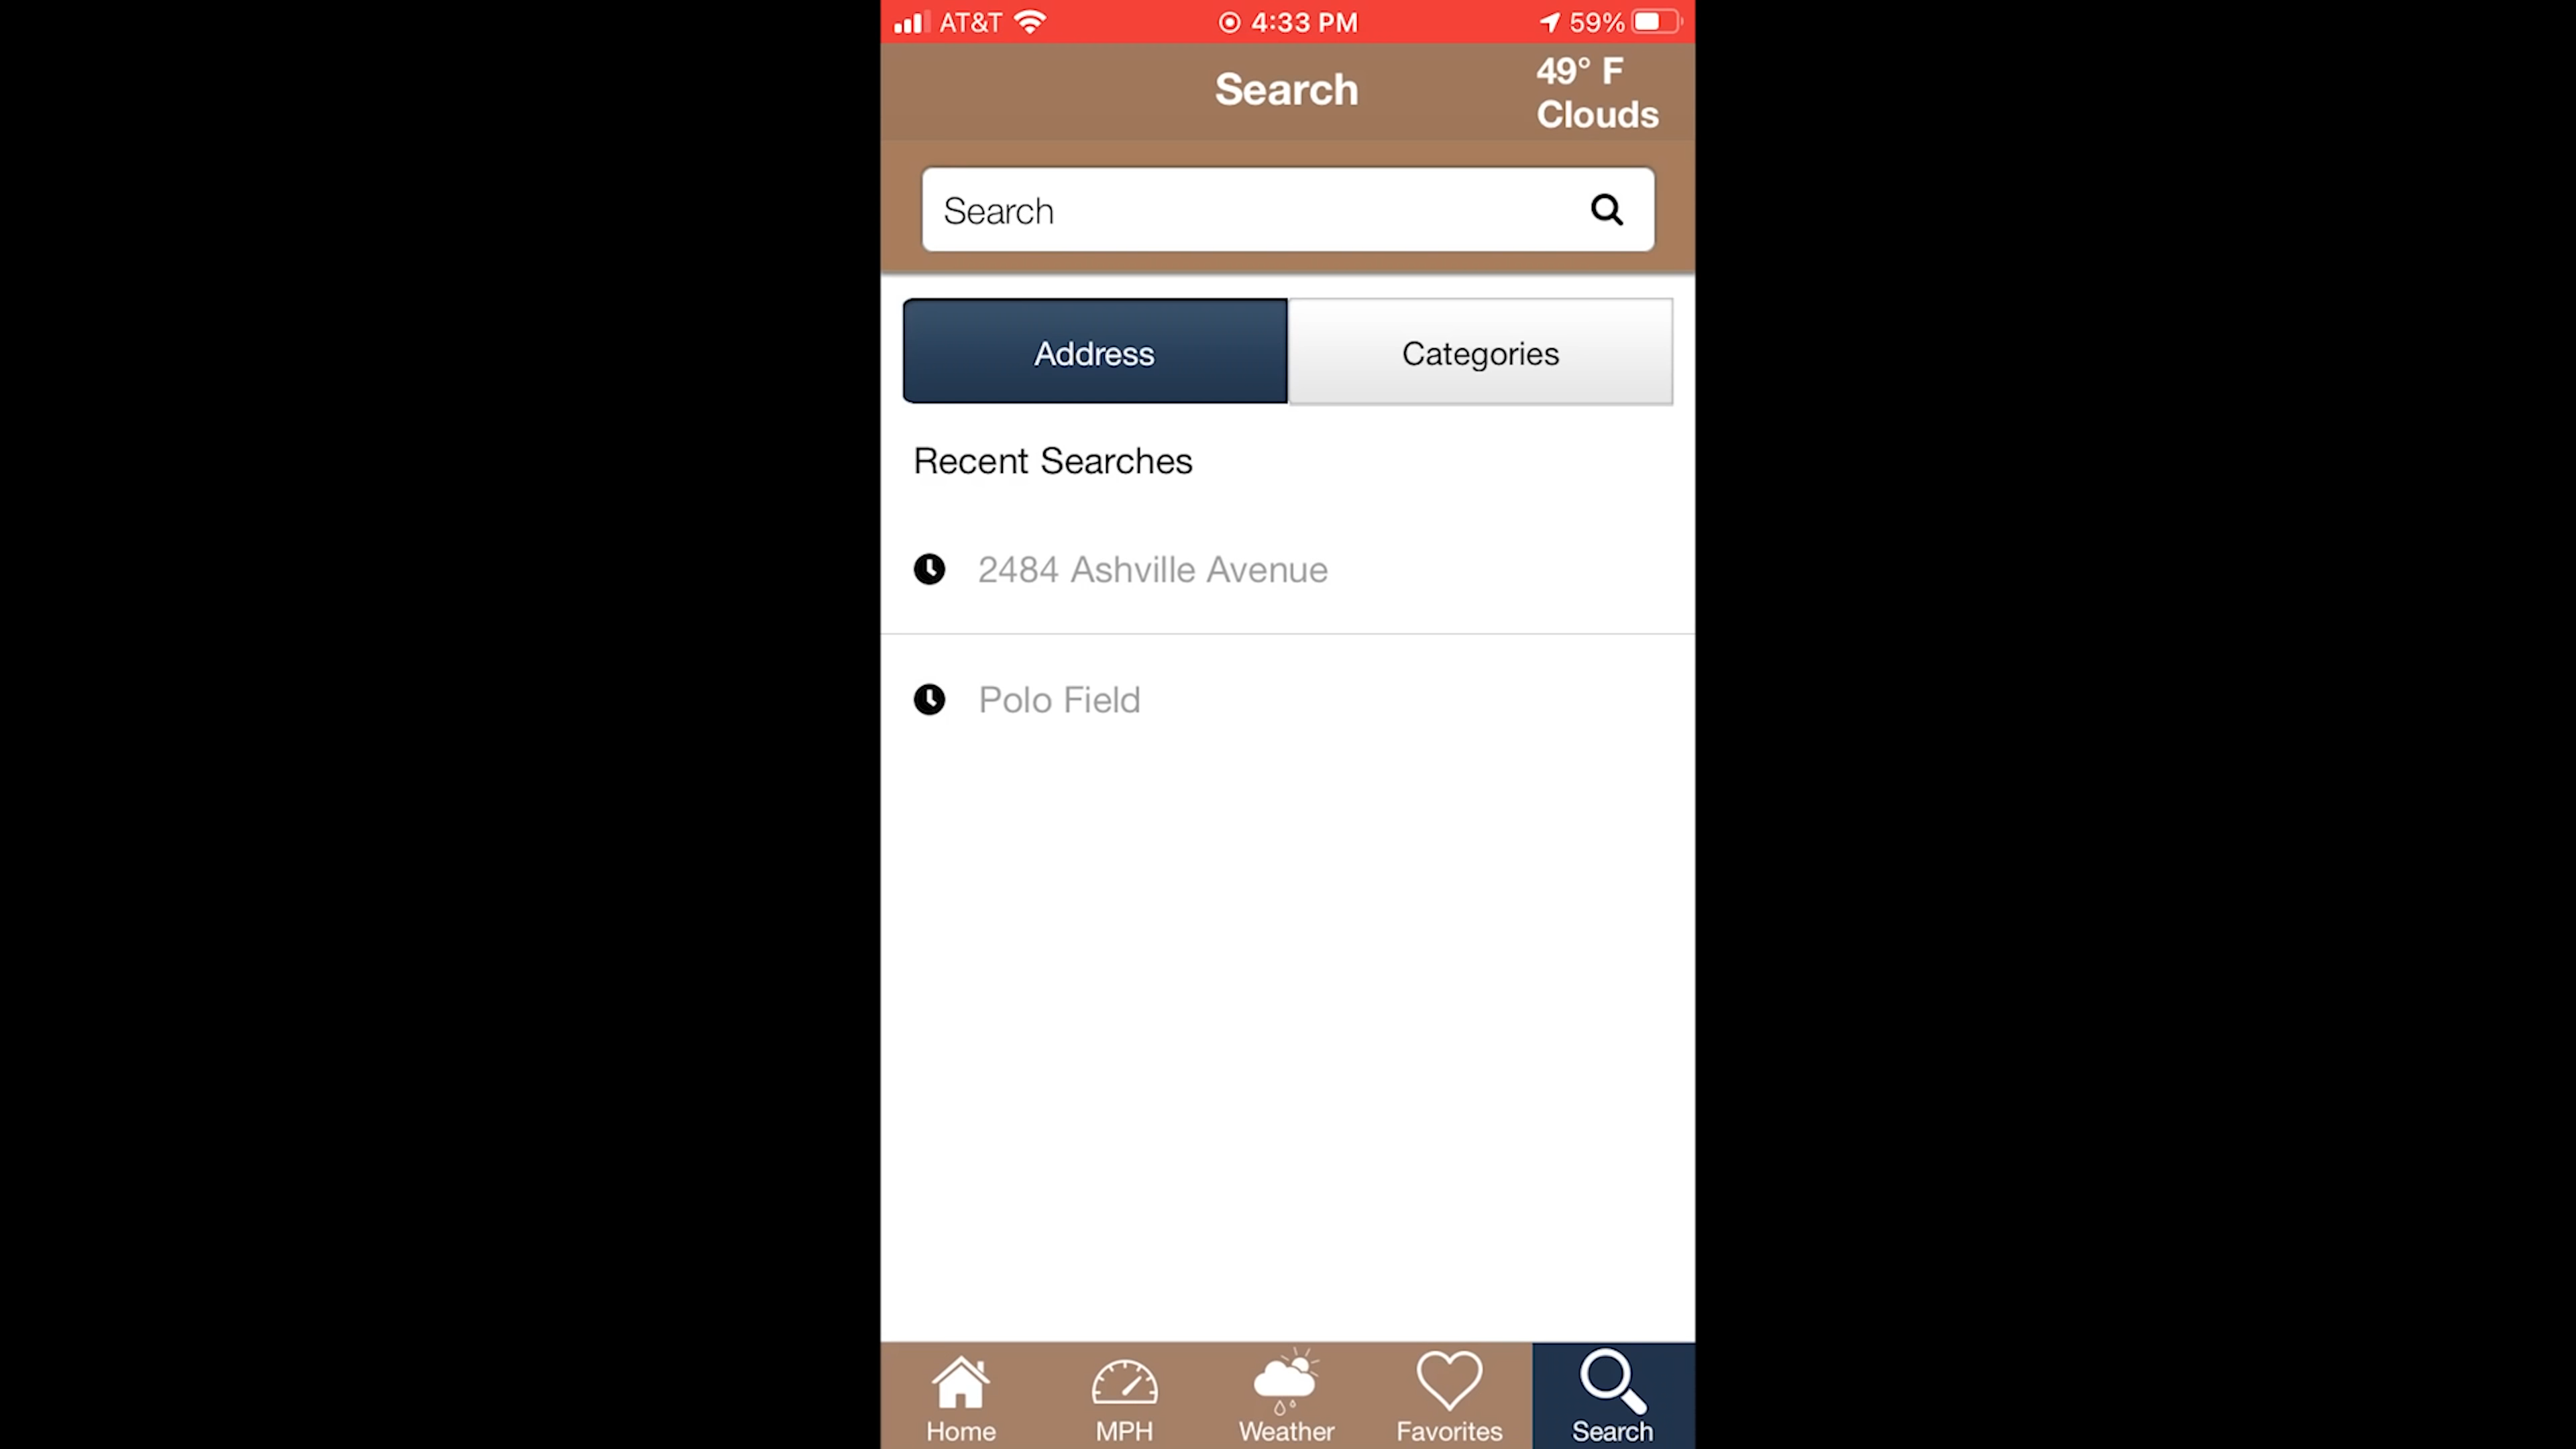 AT&T 4:33 PM 59%
Search
49° F
Clouds
Search
Address Categories
Recent Searches
2484 Ashville Avenue
Polo Field
Home MPH Weather Favorites Search